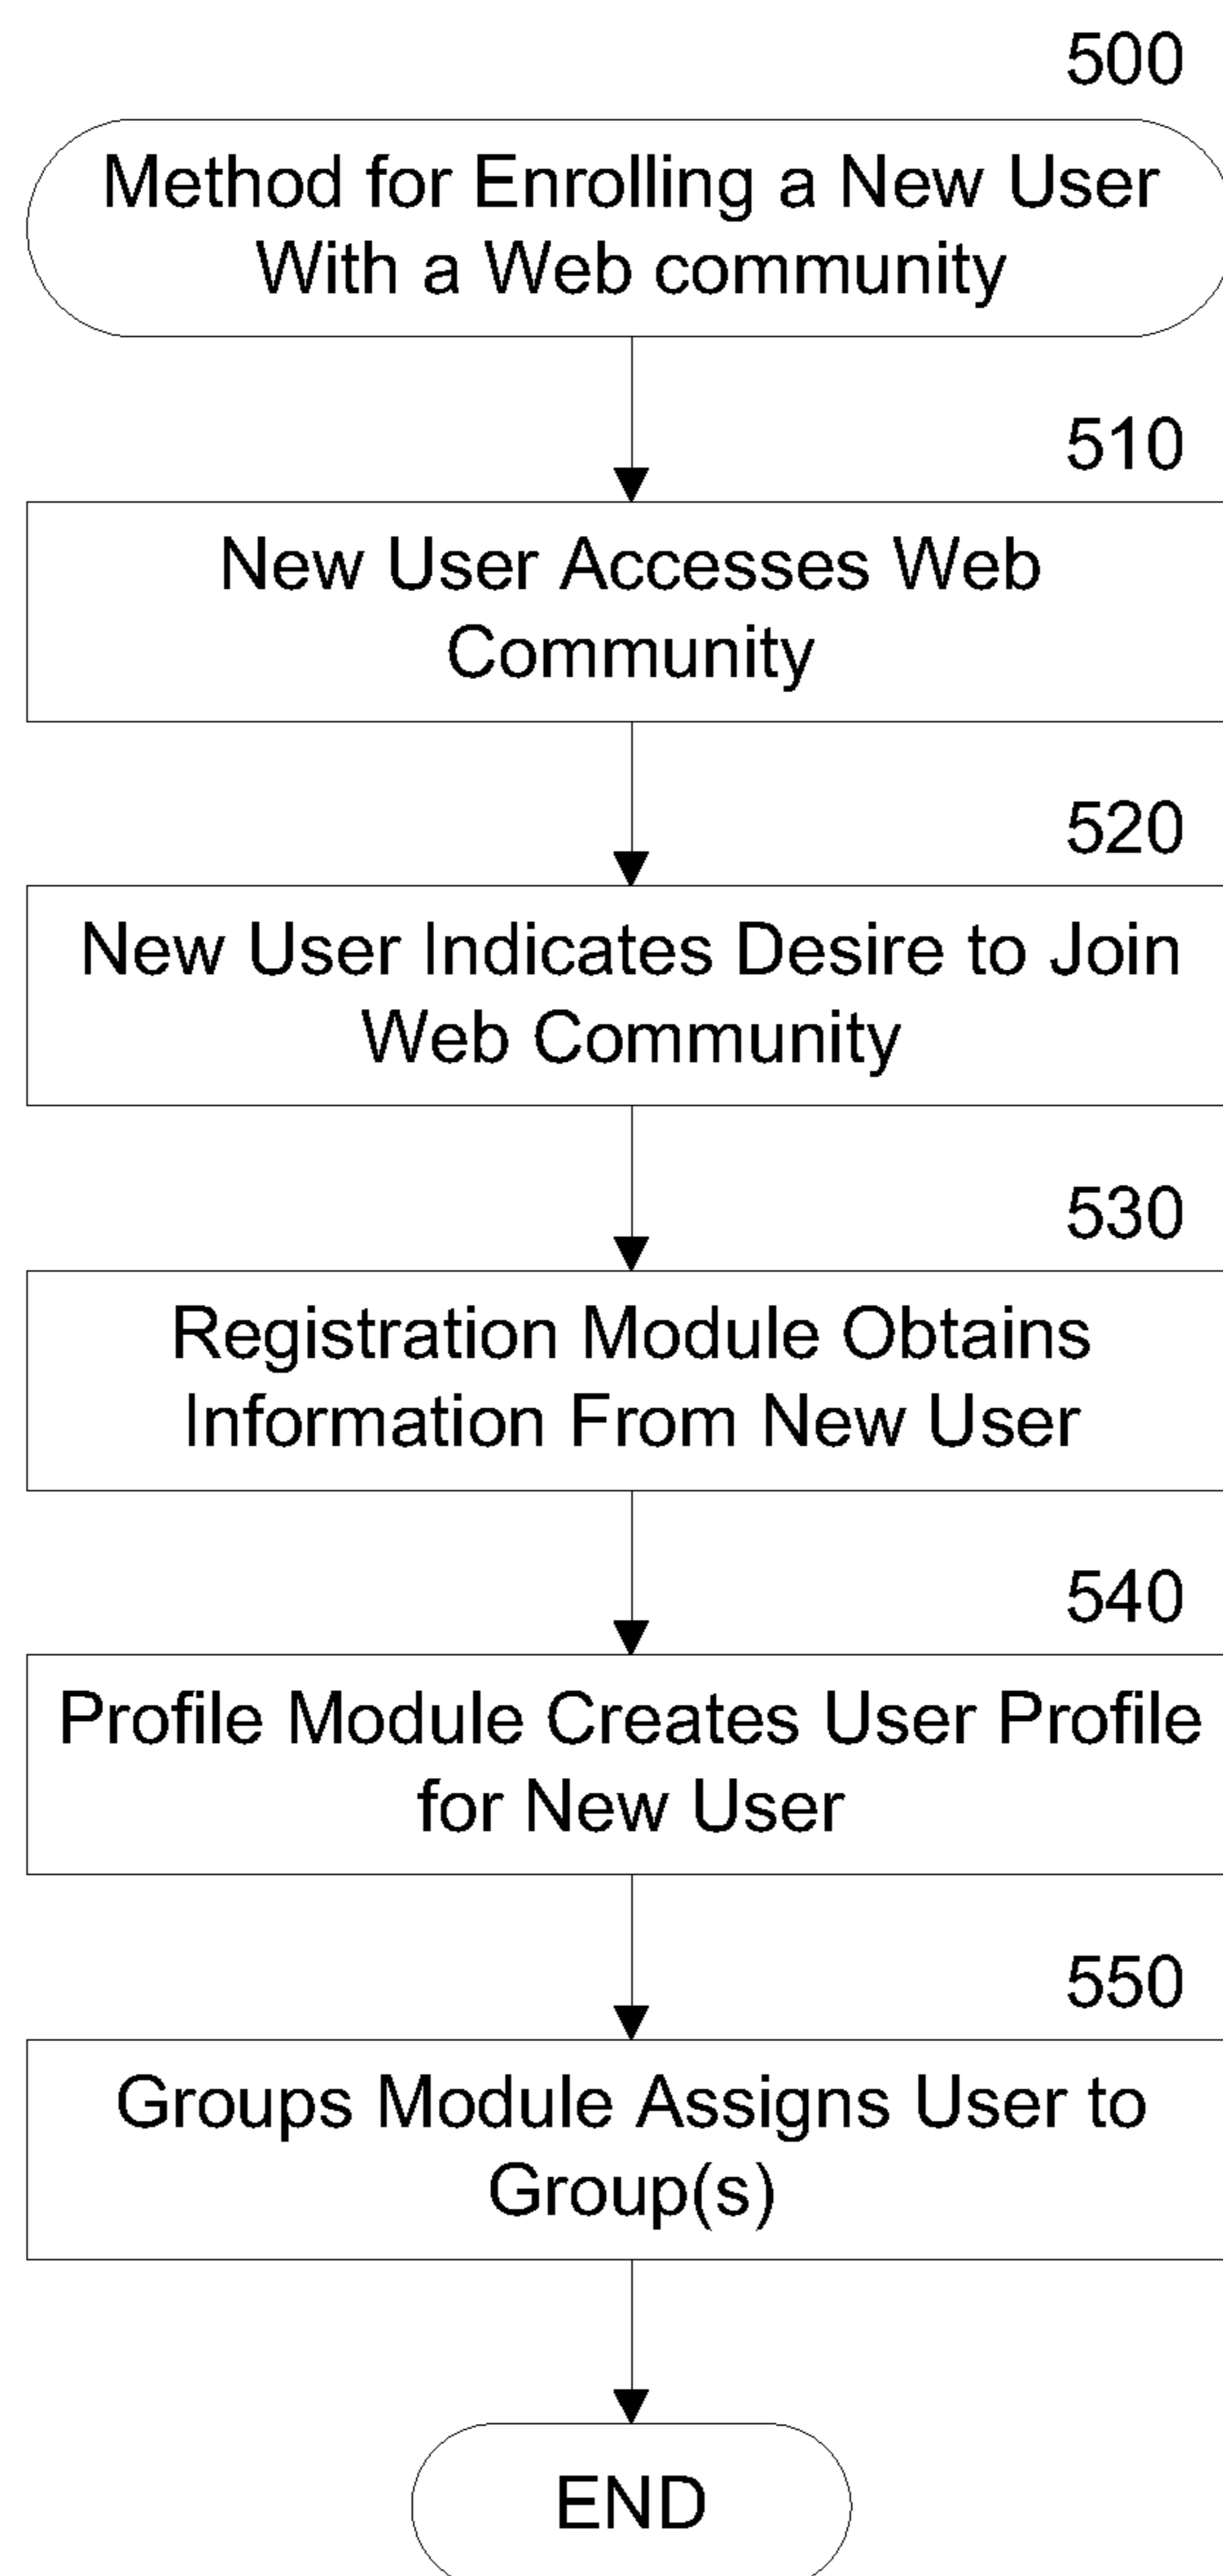 500
Method for Enrolling a New User
With a Web community
510
New User Accesses Web
Community
520
New User Indicates Desire to Join
Web Community
530
Registration Module Obtains
Information From New User
540
Profile Module Creates User Profile
for New User
550
Groups Module Assigns User to
Group(s)
END